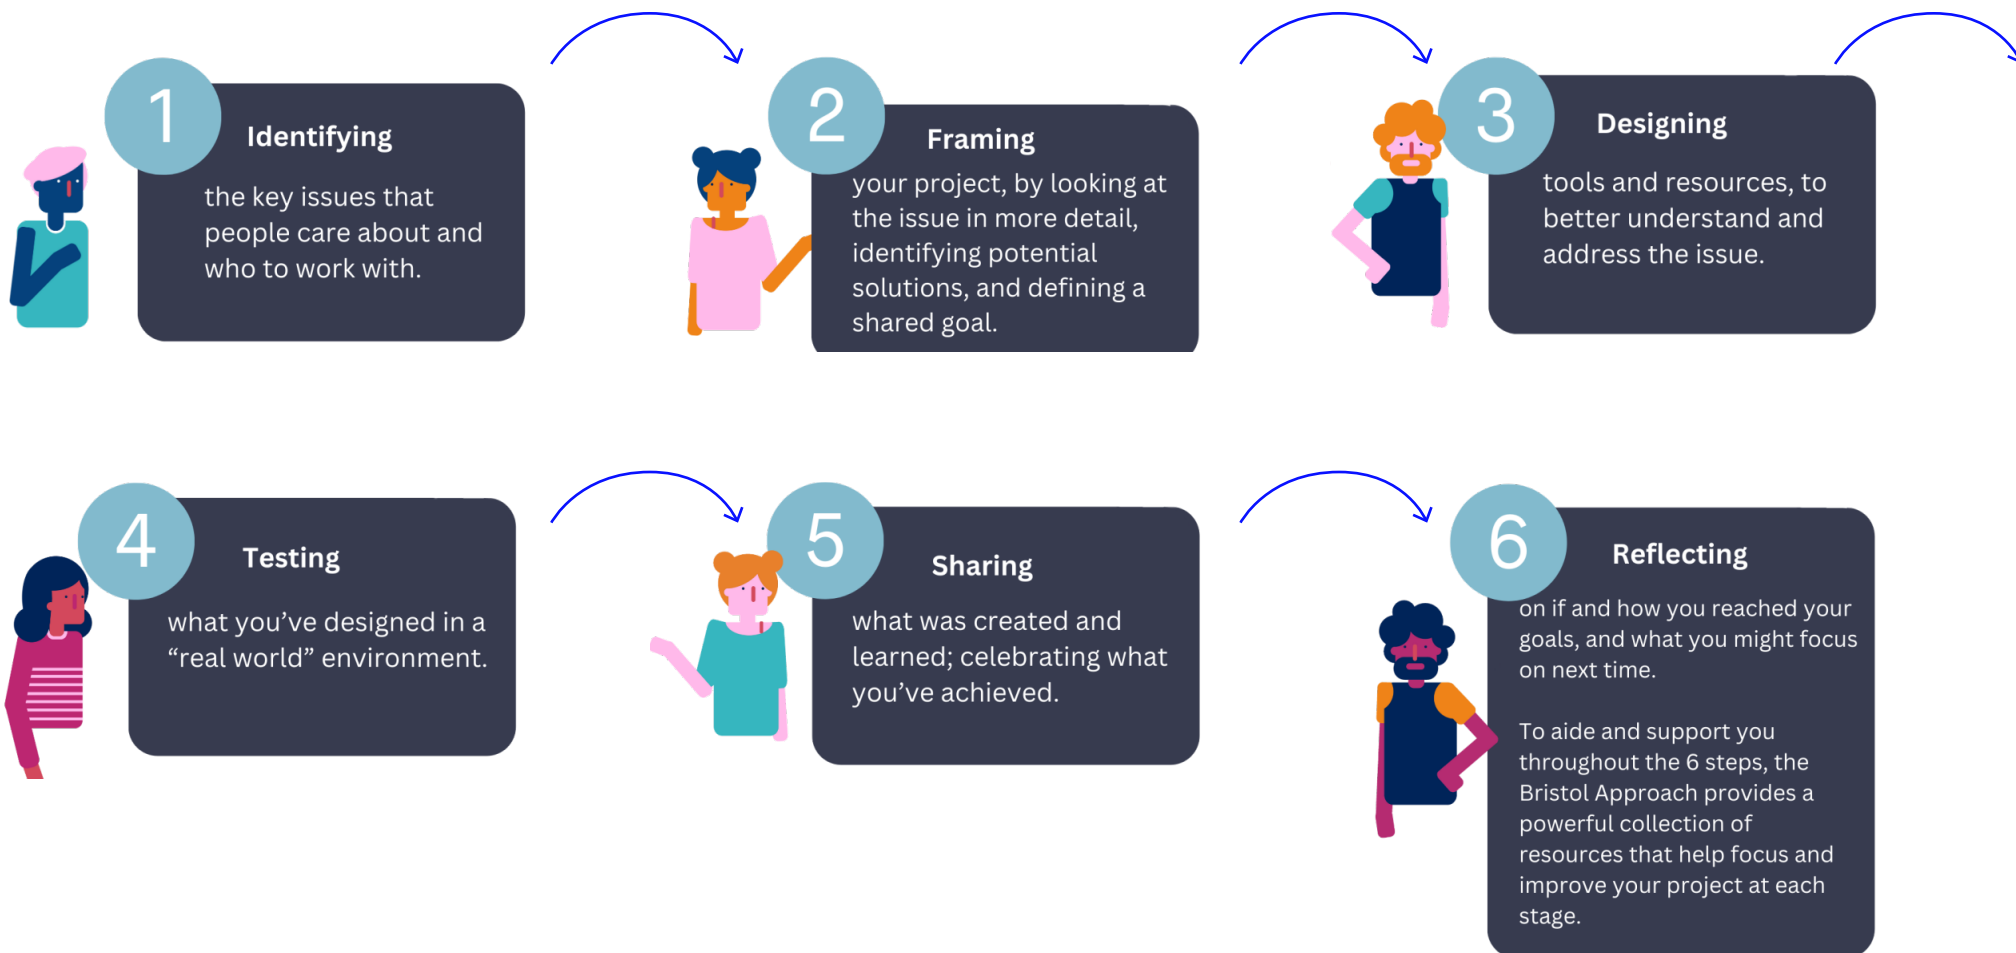 1
Identifying
the key issues that
people care about and
who to work with.
2
Framing
your project, by looking at
the issue in more detail,
identifying potential
solutions, and defining a
shared goal.
3
Designing
tools and resources, to
better understand and
address the issue.
4
Testing
what you’ve designed in a
“real world” environment.
5
Sharing
what was created and
learned; celebrating what
you’ve achieved.
6
Reflecting
on if and how you reached your
goals, and what you might focus
on next time.
To aide and support you
throughout the 6 steps, the
Bristol Approach provides a
powerful collection of
resources that help focus and
improve your project at each
stage.